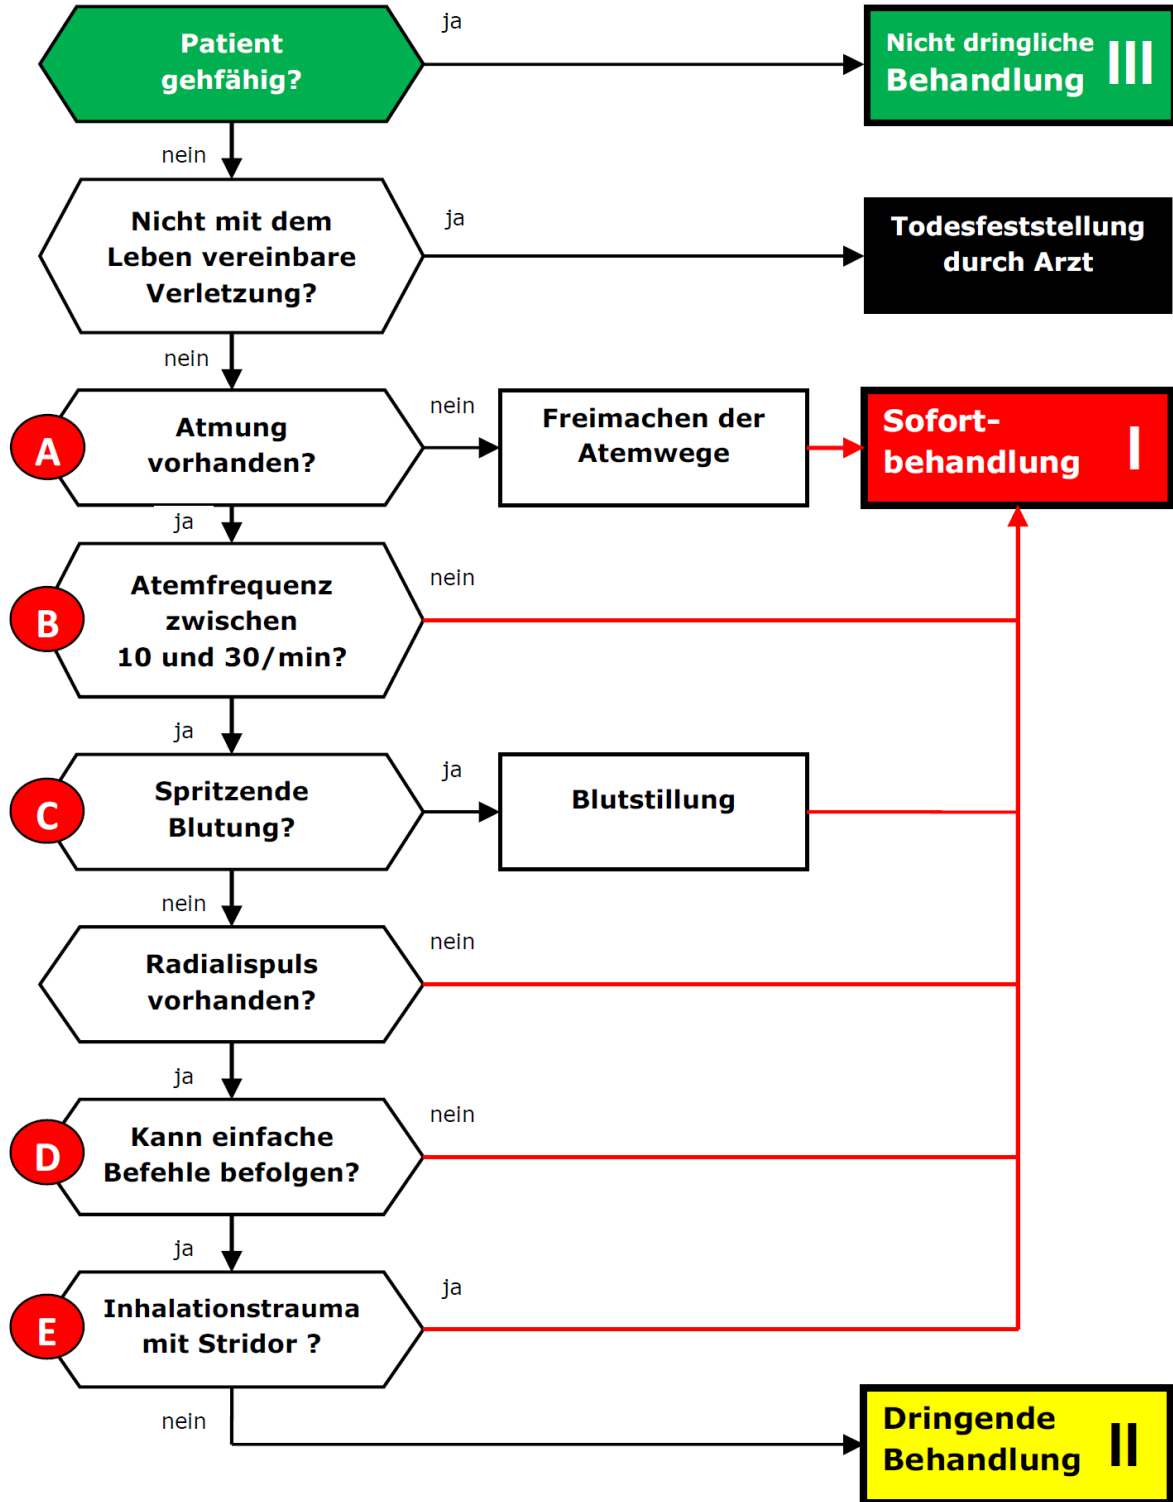 Patient
gehfähig?
ja
Nicht dringliche
Behandlung III
nein
Nicht mit dem
Leben vereinbare
Verletzung?
ja
Todesfeststellung
durch Arzt
nein
A
Atmung
vorhanden?
nein
Freimachen der
Atemwege
Sofort-
behandlung I
ja
B
Atemfrequenz
zwischen
10 und 30/min?
nein
ja
C
Spritzende
Blutung?
ja
Blutstillung
nein
Radialispuls
vorhanden?
nein
ja
D
Kann einfache
Befehle befolgen?
nein
ja
E
Inhalationstrauma
mit Stridor ?
ja
nein
Dringende
Behandlung II